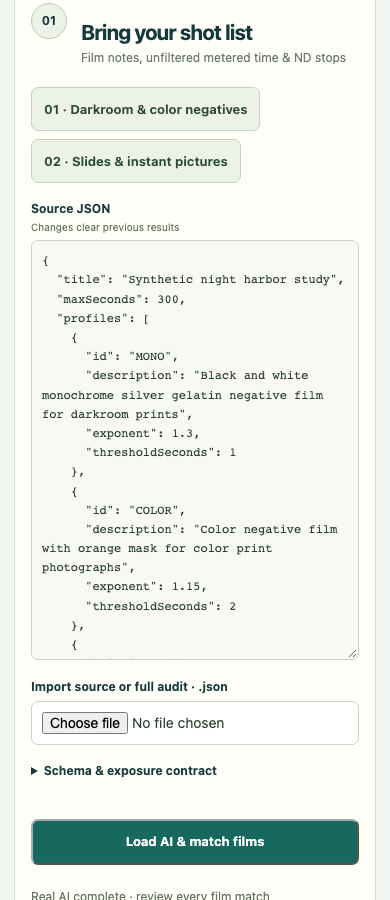 01
Bring your shot list
Film notes, unfiltered metered time & ND stops
01 · Darkroom & color negatives
02 · Slides & instant pictures
Source JSON
Changes clear previous results
{
"title": "Synthetic night harbor study",
"maxSeconds": 300,
"profiles": [
{
"id": "MONO",
"description": "Black and white
monochrome silver gelatin negative film
for darkroom prints",
"exponent": 1.3,
"thresholdSeconds": 1
},
{
"id": "COLOR",
"description": "Color negative film
with orange mask for color print
photographs",
"exponent": 1.15,
"thresholdSeconds": 2
},
{
Import source or full audit · .json
Choose file No file chosen
Schema & exposure contract
Load AI & match films
Real AI complete · review every film match